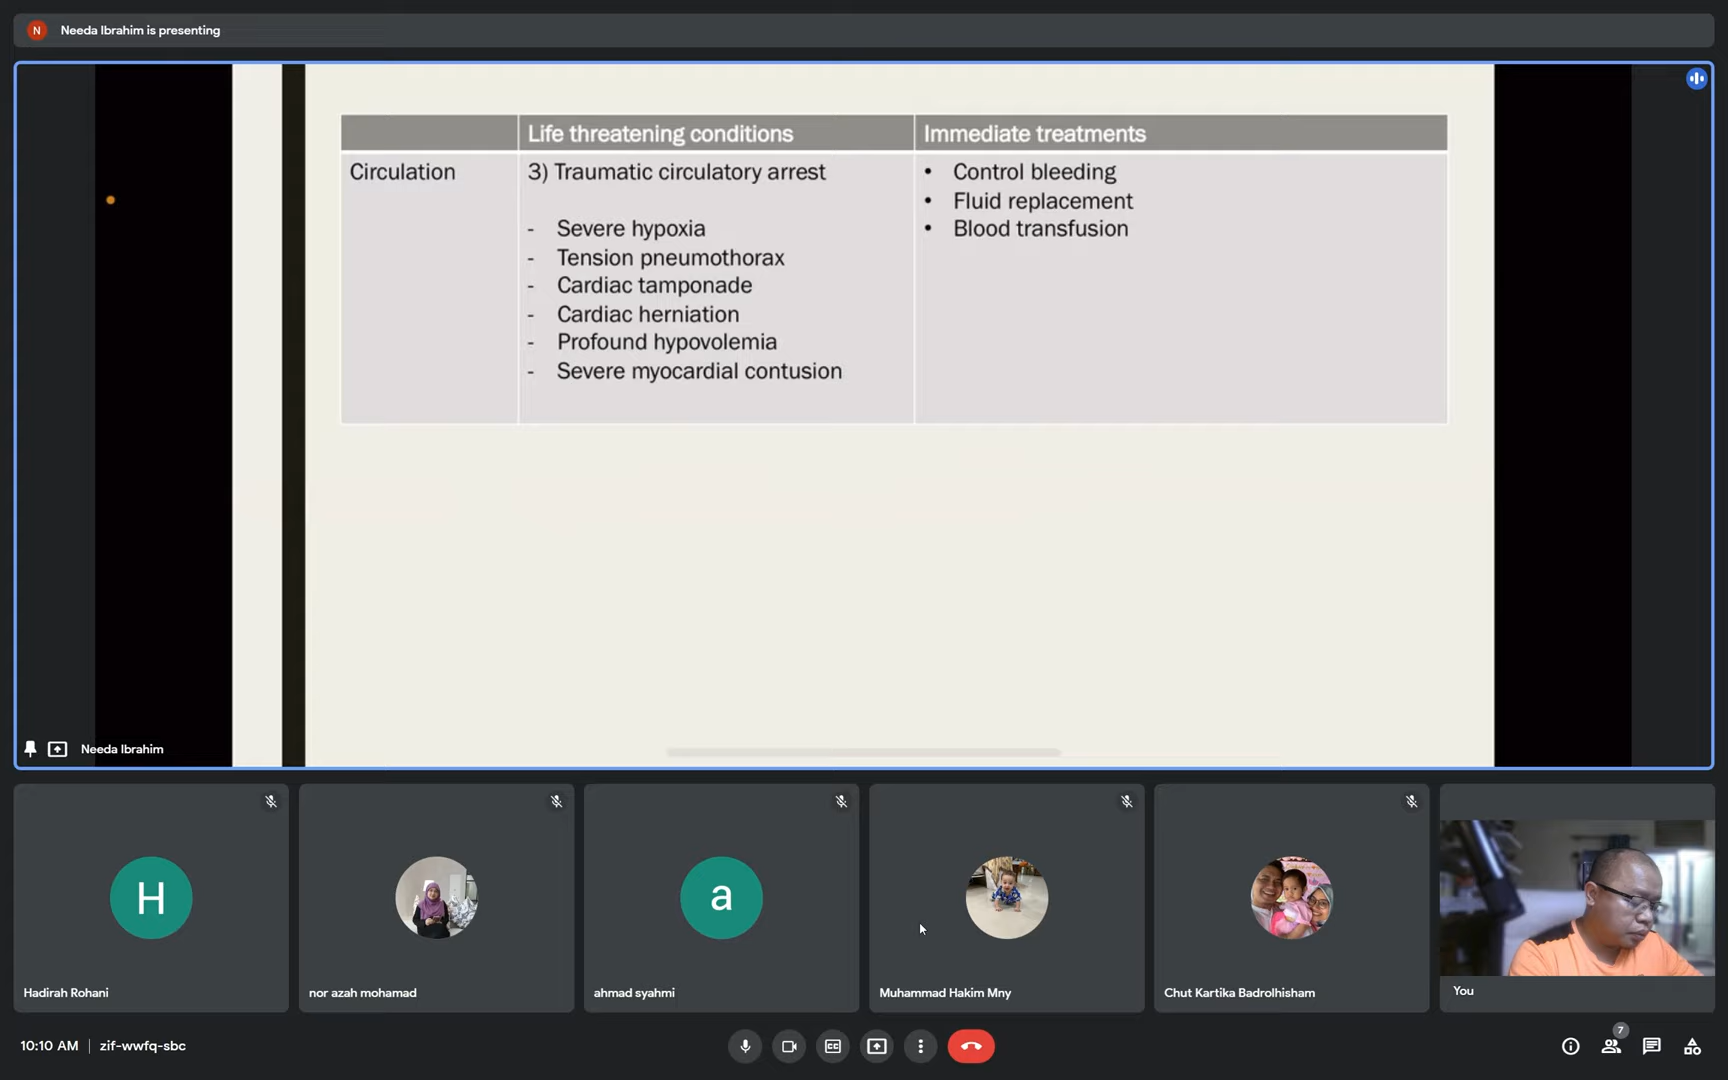 N Needa Ibrahim is presenting
Life threatening conditions Immediate treatments
Circulation 3) Traumatic circulatory arrest • Control bleeding
• Fluid replacement
- Severe hypoxia • Blood transfusion
- Tension pneumothorax
- Cardiac tamponade
- Cardiac herniation
- Profound hypovolemia
- Severe myocardial contusion
Needa Ibrahim
H a
Hadirah Rohani nor azah mohamad ahmad syahmi Muhammad Hakim Mny Chut Kartika Badrolhisham You
10:10 AM | zif-wwfq-sbc CC 7